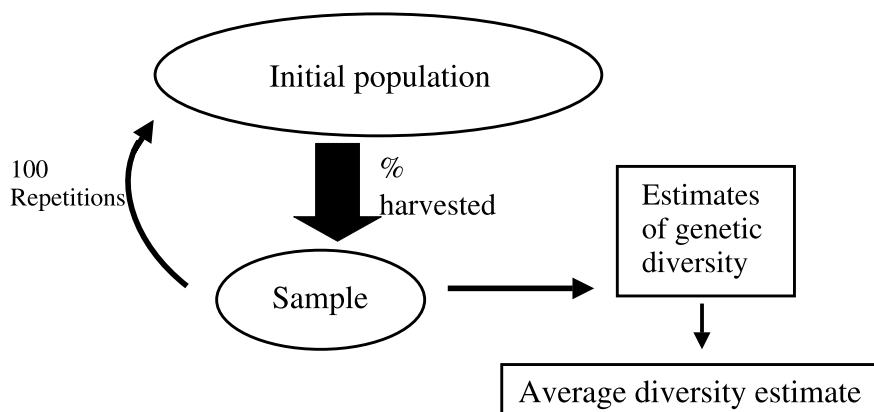 Initial population
100
Repetitions
%
harvested
Estimates
of genetic
diversity
Sample
Average diversity estimate